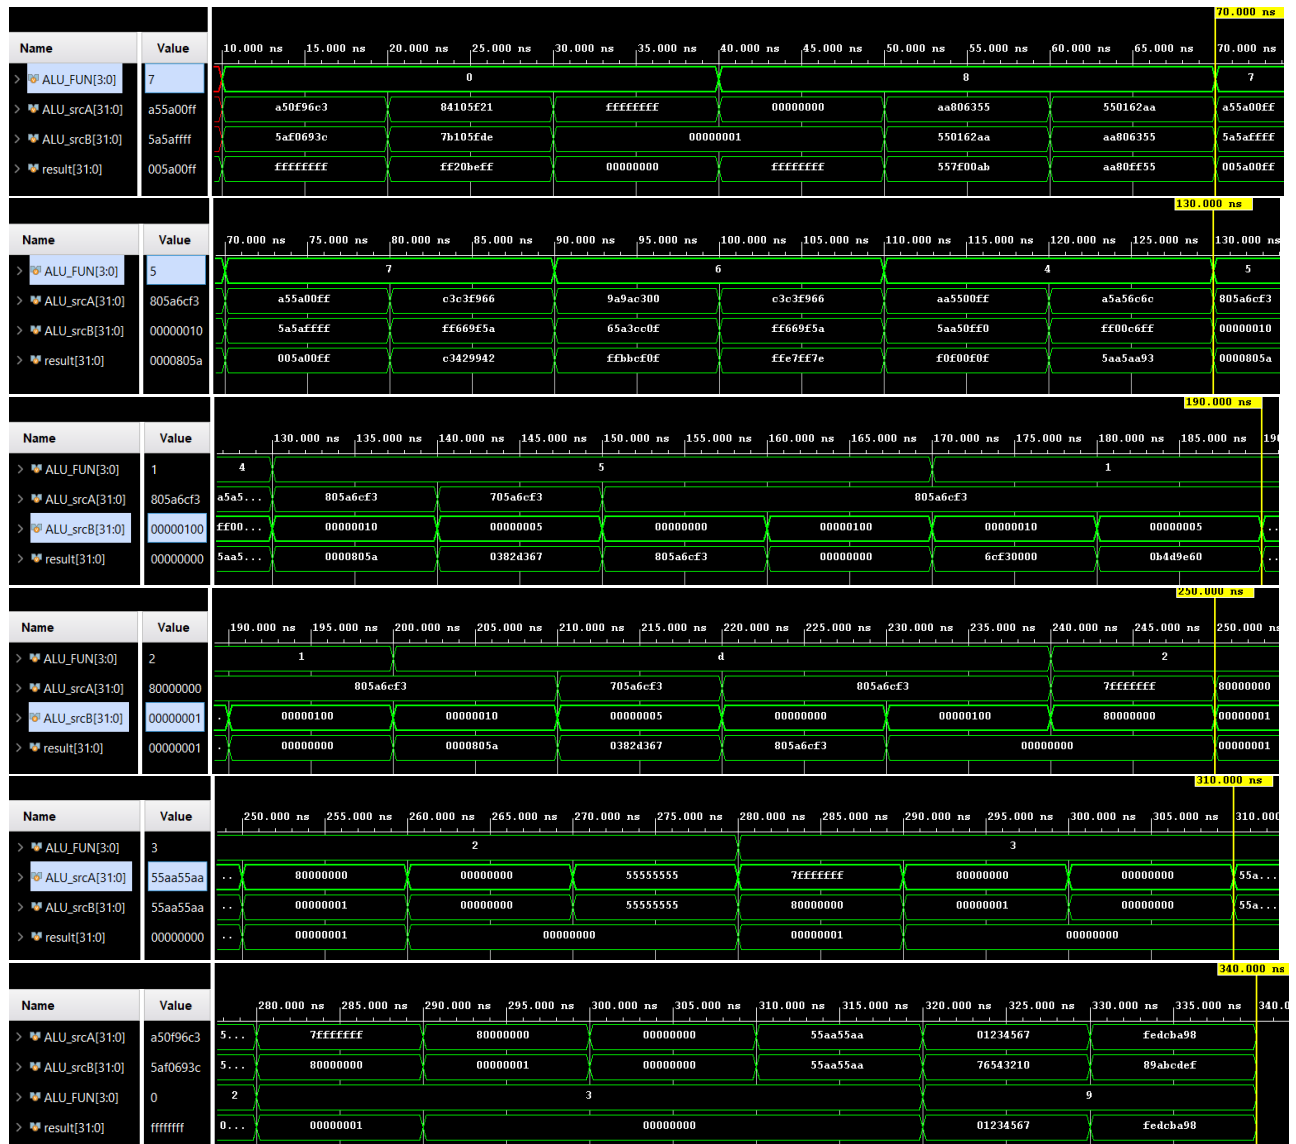 70.000 ns
Name Value 10.000 ns 15.000 ns 20.000 ns 25.000 ns 30.000 ns 35.000 ns 40.000 ns 45.000 ns 50.000 ns 55.000 ns 60.000 ns 65.000 ns 70.000 ns
ALU_FUN[3:0] 7 0 8 7
ALU_srcA[31:0] a55a00ff a50f96c3 84105f21 ffffffff 00000000 aa806355 550162aa a55a00ff
ALU_srcB[31:0] 5a5affff 5af0693c 7b105fde 00000001 550162aa aa806355 5a5affff
result[31:0] 005a00ff ffffffff ff20beff 00000000 ffffffff 557f00ab aa80ff55 005a00ff
130.000 ns
Name Value 70.000 ns 75.000 ns 80.000 ns 85.000 ns 90.000 ns 95.000 ns 100.000 ns 105.000 ns 110.000 ns 115.000 ns 120.000 ns 125.000 ns 130.000 ns
ALU_FUN[3:0] 5 7 6 4 5
ALU_srcA[31:0] 805a6cf3 a55a00ff c3c3f966 9a9ac300 c3c3f966 aa5500ff a5a56c6c 805a6cf3
ALU_srcB[31:0] 00000010 5a5affff ff669f5a 65a3cc0f ff669f5a 5aa50ff0 ff00c6ff 00000010
result[31:0] 0000805a 005a00ff c3429942 ffbbcf0f ffe7ff7e f0f00f0f 5aa5aa93 0000805a
190.000 ns
Name Value 130.000 ns 135.000 ns 140.000 ns 145.000 ns 150.000 ns 155.000 ns 160.000 ns 165.000 ns 170.000 ns 175.000 ns 180.000 ns 185.000 ns 190
ALU_FUN[3:0] 1 4 5 1
ALU_srcA[31:0] 805a6cf3 a5a5... 805a6cf3 705a6cf3 805a6cf3
ALU_srcB[31:0] 00000100 ff00... 00000010 00000005 00000000 00000100 00000010 00000005 ..
result[31:0] 00000000 5aa5... 0000805a 0382d367 805a6cf3 00000000 6cf30000 0b4d9e60 ..
250.000 ns
Name Value 190.000 ns 195.000 ns 200.000 ns 205.000 ns 210.000 ns 215.000 ns 220.000 ns 225.000 ns 230.000 ns 235.000 ns 240.000 ns 245.000 ns 250.000 ns
ALU_FUN[3:0] 2 1 d 2
ALU_srcA[31:0] 80000000 805a6cf3 705a6cf3 805a6cf3 7fffffff 80000000
ALU_srcB[31:0] 00000001 . 00000100 00000010 00000005 00000000 00000100 80000000 00000001
result[31:0] 00000001 . 00000000 0000805a 0382d367 805a6cf3 00000000 00000001
310.000 ns
Name Value 250.000 ns 255.000 ns 260.000 ns 265.000 ns 270.000 ns 275.000 ns 280.000 ns 285.000 ns 290.000 ns 295.000 ns 300.000 ns 305.000 ns 310.000
ALU_FUN[3:0] 3 2 3
ALU_srcA[31:0] 55aa55aa .. 80000000 00000000 55555555 7fffffff 80000000 00000000 55a...
ALU_srcB[31:0] 55aa55aa .. 00000001 00000000 55555555 80000000 00000001 00000000 55a...
result[31:0] 00000000 .. 00000001 00000000 00000001 00000000
340.000 ns
Name Value 280.000 ns 285.000 ns 290.000 ns 295.000 ns 300.000 ns 305.000 ns 310.000 ns 315.000 ns 320.000 ns 325.000 ns 330.000 ns 335.000 ns 340.0
ALU_srcA[31:0] a50f96c3 5... 7fffffff 80000000 00000000 55aa55aa 01234567 fedcba98
ALU_srcB[31:0] 5af0693c 5... 80000000 00000001 00000000 55aa55aa 76543210 89abcdef
ALU_FUN[3:0] 0 2 3 9
result[31:0] ffffffff 0... 00000001 00000000 01234567 fedcba98